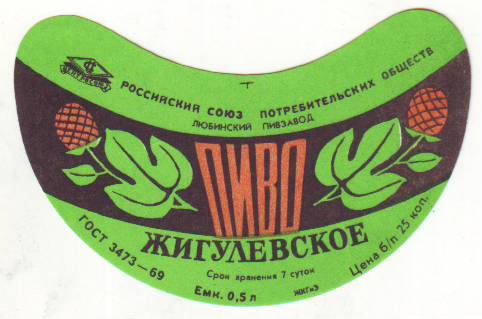 ЦЕНТРОСОЮЗ
РОССИЙСКИЙ СОЮЗ ПОТРЕБИТЕЛЬСКИХ ОБЩЕСТВ
ЛЮБИНСКИЙ ПИВЗАВОД
ПИВО
ЖИГУЛЕВСКОЕ
ГОСТ 3473—69
Срок хранения 7 суток
Цена б/п 25 коп.
Емк. 0,5 л